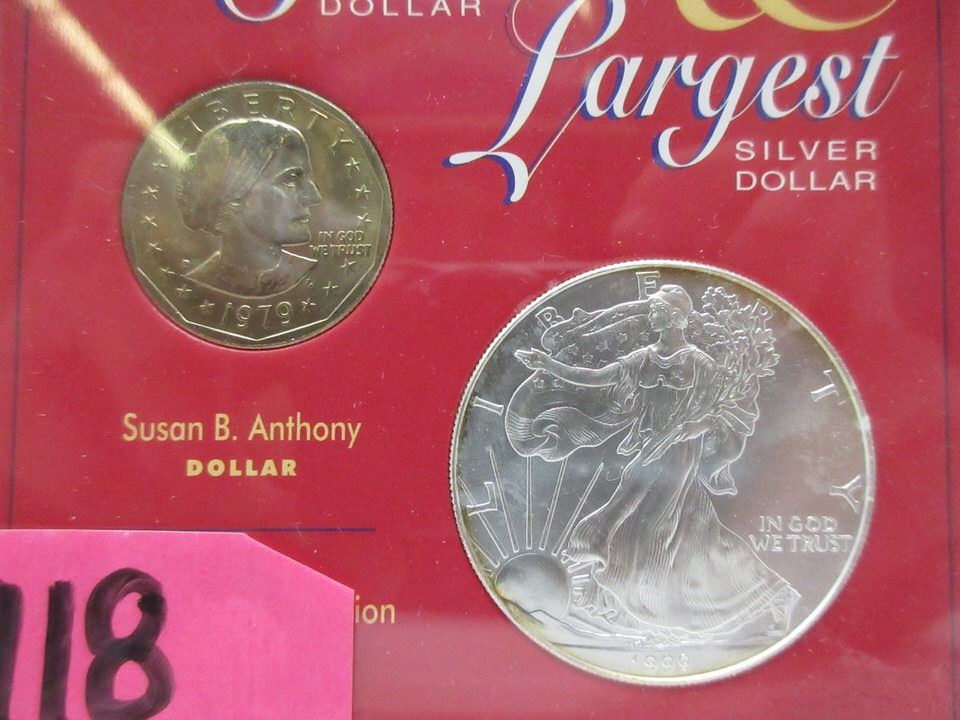 DOLLAR
&
Largest
SILVER
DOLLAR
LIBERTY
IN GOD
WE TRUST
1979
Susan B. Anthony
DOLLAR
LIBERTY
IN GOD
WE TRUST
118